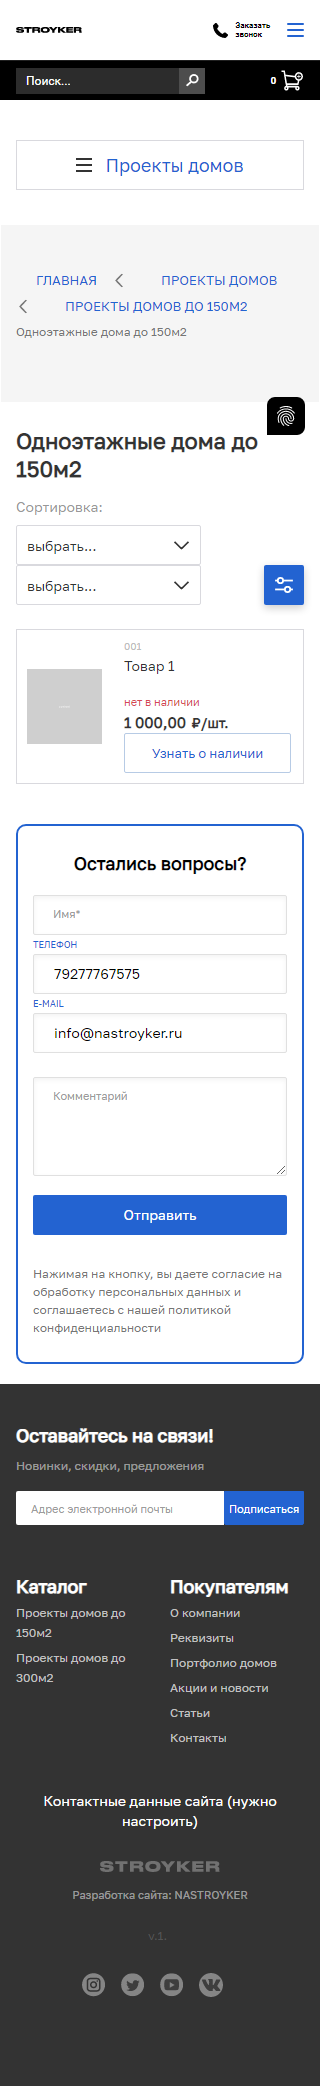 STROYKER
Заказать
звонок
Поиск...
0
Проекты домов
ГЛАВНАЯ
ПРОЕКТЫ ДОМОВ
ПРОЕКТЫ ДОМОВ ДО 150М2
Одноэтажные дома до 150м2
Одноэтажные дома до
150м2
Сортировка:
выбрать...
выбрать...
001
Товар 1
нет в наличии
1 000,00 ₽/шт.
Узнать о наличии
Остались вопросы?
Имя*
ТЕЛЕФОН
79277767575
E-MAIL
info@nastroyker.ru
Комментарий
Отправить
Нажимая на кнопку, вы даете согласие на
обработку персональных данных и
соглашаетесь с нашей политикой
конфиденциальности
Оставайтесь на связи!
Новинки, скидки, предложения
Адрес электронной почты
Подписаться
Каталог
Проекты домов до
150м2
Проекты домов до
300м2
Покупателям
О компании
Реквизиты
Портфолио домов
Акции и новости
Статьи
Контакты
Контактные данные сайта (нужно
настроить)
STROYKER
Разработка сайта: NASTROYKER
v.1.